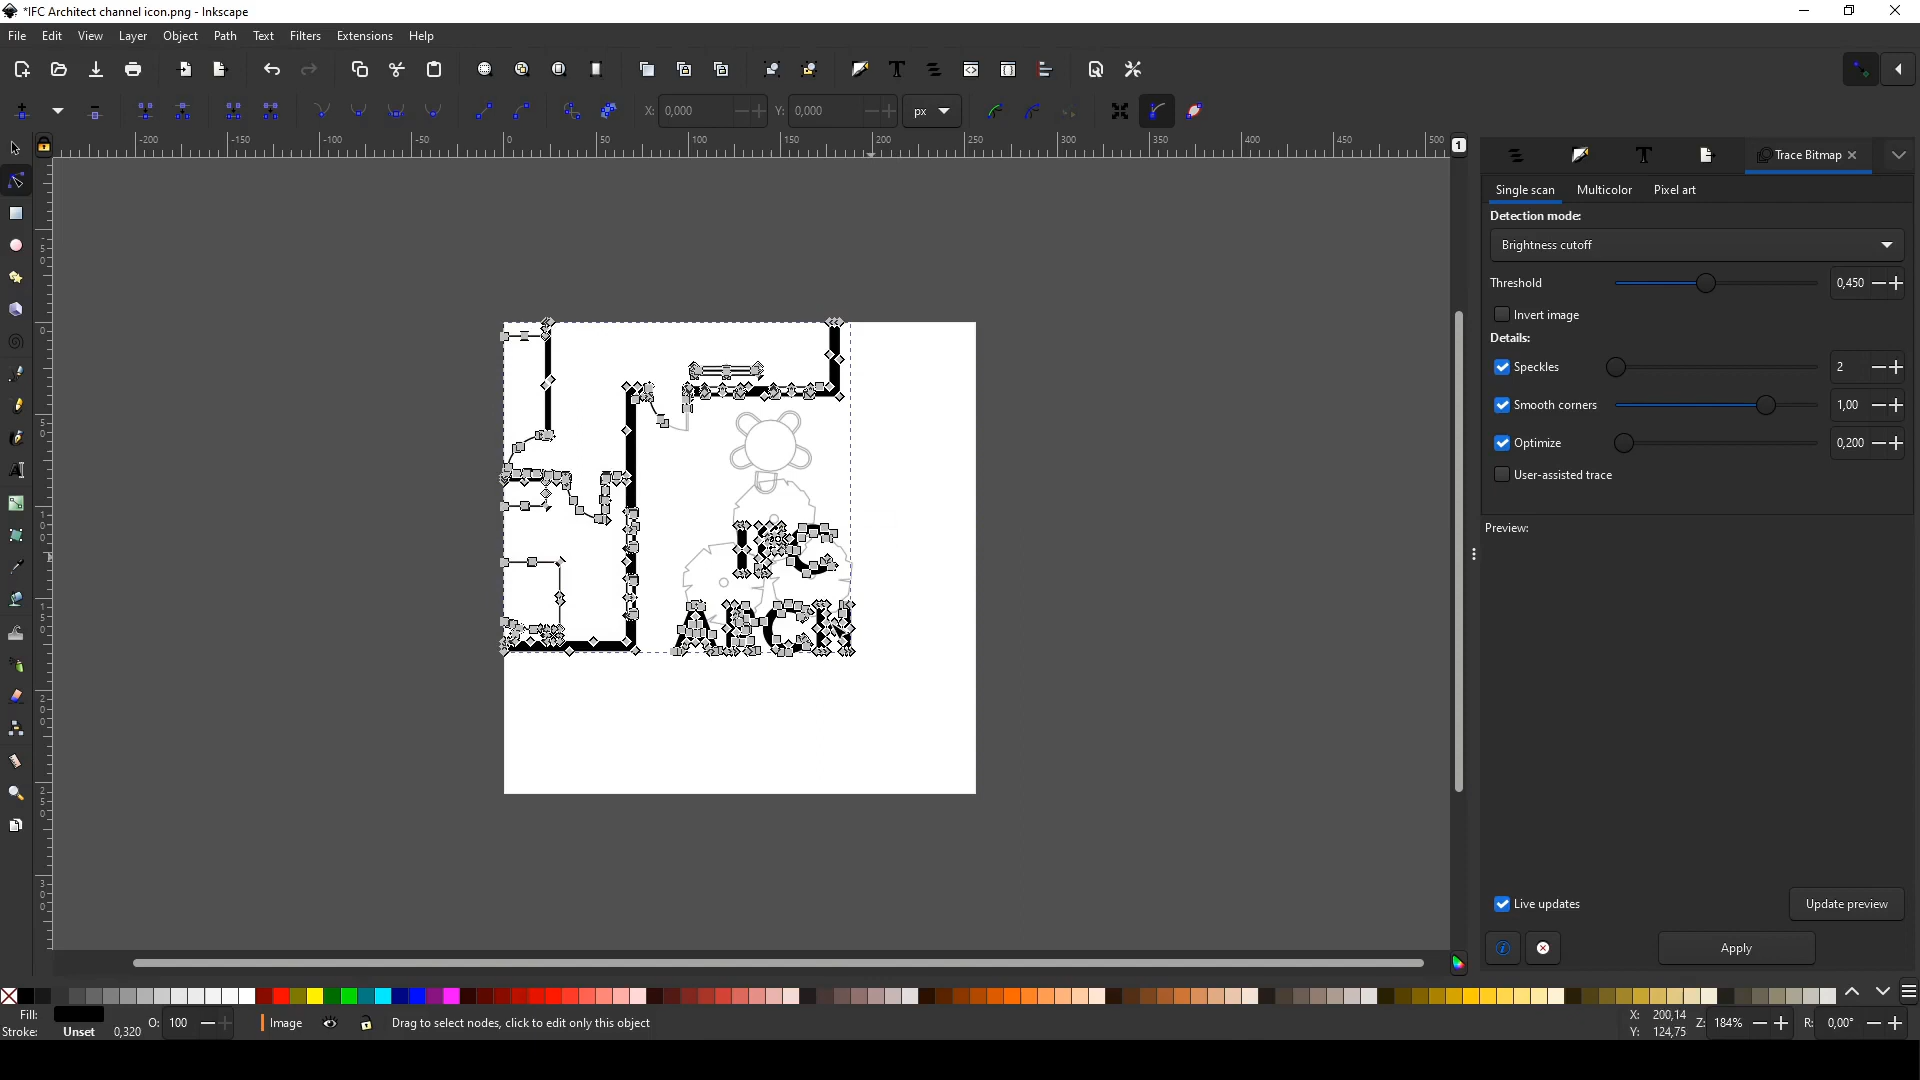 *IFC Architect channel icon.png - Inkscape
File Edit View Layer Object Path Text Filters Extensions Help
X: 0,000 Y: 0,000 px
-200 -150 -100 -50 0 50 100 150 200 250 300 350 400 450 500
1
Trace Bitmap
Single scan Multicolor Pixel art
Detection mode:
Brightness cutoff
Threshold 0,450
Invert image
Details:
Speckles 2
Smooth corners 1,00
Optimize 0,200
User-assisted trace
Preview:
IFC
ARCH
Live updates Update preview
Apply
Fill:
Stroke: Unset 0,320 O: 100 Image Drag to select nodes, click to edit only this object
X: 200,14
Y: 124,75
Z: 184% R: 0,00°